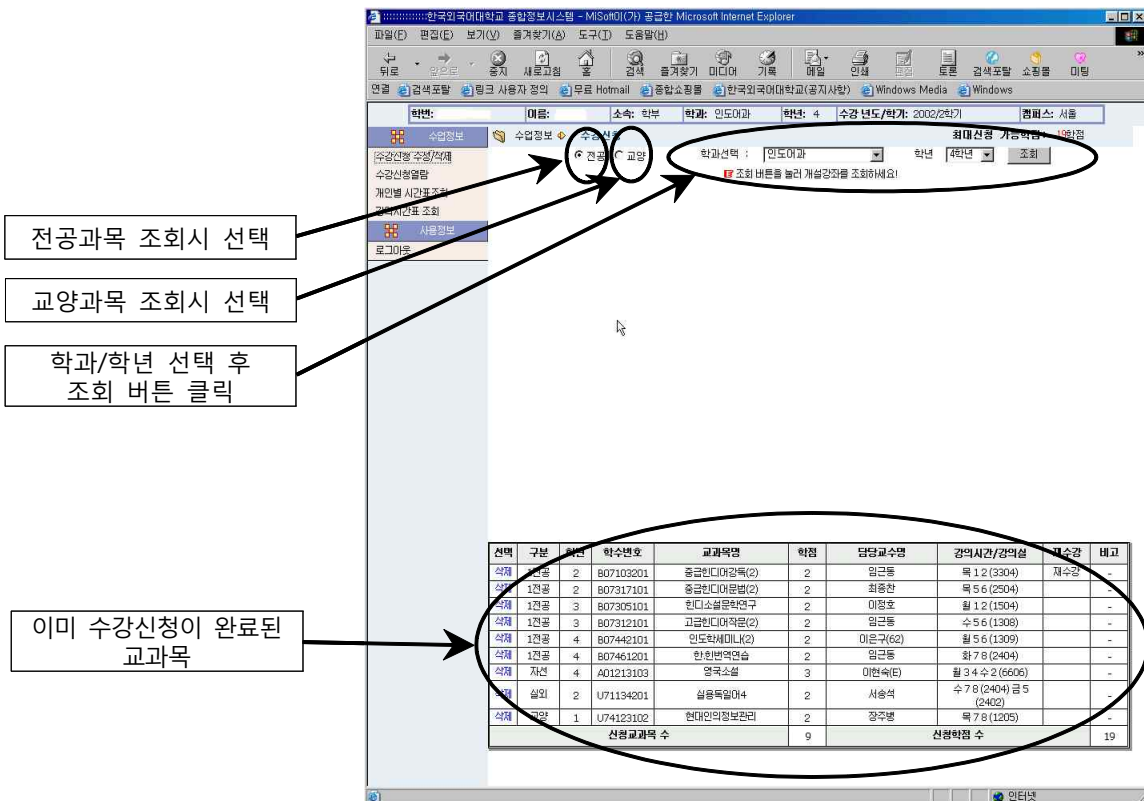 ::::::::::::::한국외국어대학교 종합정보시스템 - MiSoft이(가) 공급한 Microsoft Internet Explorer
파일(F) 편집(E) 보기(V) 즐겨찾기(A) 도구(T) 도움말(H)
뒤로 앞으로 중지 새로고침 홈 검색 즐겨찾기 미디어 기록 메일 인쇄 편집 토론 검색포탈 쇼핑몰 미팅
연결 검색포탈 링크 사용자 정의 무료 Hotmail 종합쇼핑몰 한국외국어대학교(공지사항) Windows Media Windows
학번: 이름: 소속: 학부 학과: 인도어과 학년: 4 수강 년도/학기: 2002/2학기 캠퍼스: 서울
수업정보 수업정보 수강신청 최대신청 가능학점: 19학점
수강신청 수정/삭제 전공 교양 학과선택 : 인도어과 학년 4학년 조회
수강신청열람 조회 버튼을 눌러 개설강좌를 조회하세요!
개인별 시간표조회
강의시간표 조회
사용정보
로그아웃
전공과목 조회시 선택
교양과목 조회시 선택
학과/학년 선택 후
조회 버튼 클릭
이미 수강신청이 완료된
교과목
선택 구분 학년 학수번호 교과목명 학점 담당교수명 강의시간/강의실 재수강 비고
삭제 1전공 2 B07103201 중급힌디어강독(2) 2 임근동 목 1 2 (3304) 재수강 -
삭제 1전공 2 B07317101 중급힌디어문법(2) 2 최종찬 목 5 6 (2504) -
삭제 1전공 3 B07305101 힌디소설문학연구 2 이정호 월 1 2 (1504) -
삭제 1전공 3 B07312101 고급힌디어작문(2) 2 임근동 수 5 6 (1308) -
삭제 1전공 4 B07442101 인도학세미나(2) 2 이은구(62) 월 5 6 (1309) -
삭제 1전공 4 B07461201 한.힌번역연습 2 임근동 화 7 8 (2404) -
삭제 자선 4 A01213103 영국소설 3 이현숙(E) 월 3 4 수 2 (6606) -
삭제 실외 2 U71134201 실용독일어4 2 서송석 수 7 8 (2404) 금 5 (2402) -
삭제 교양 1 U74123102 현대인의정보관리 2 장주병 목 7 8 (1205) -
신청교과목 수 9 신청학점 수 19
인터넷